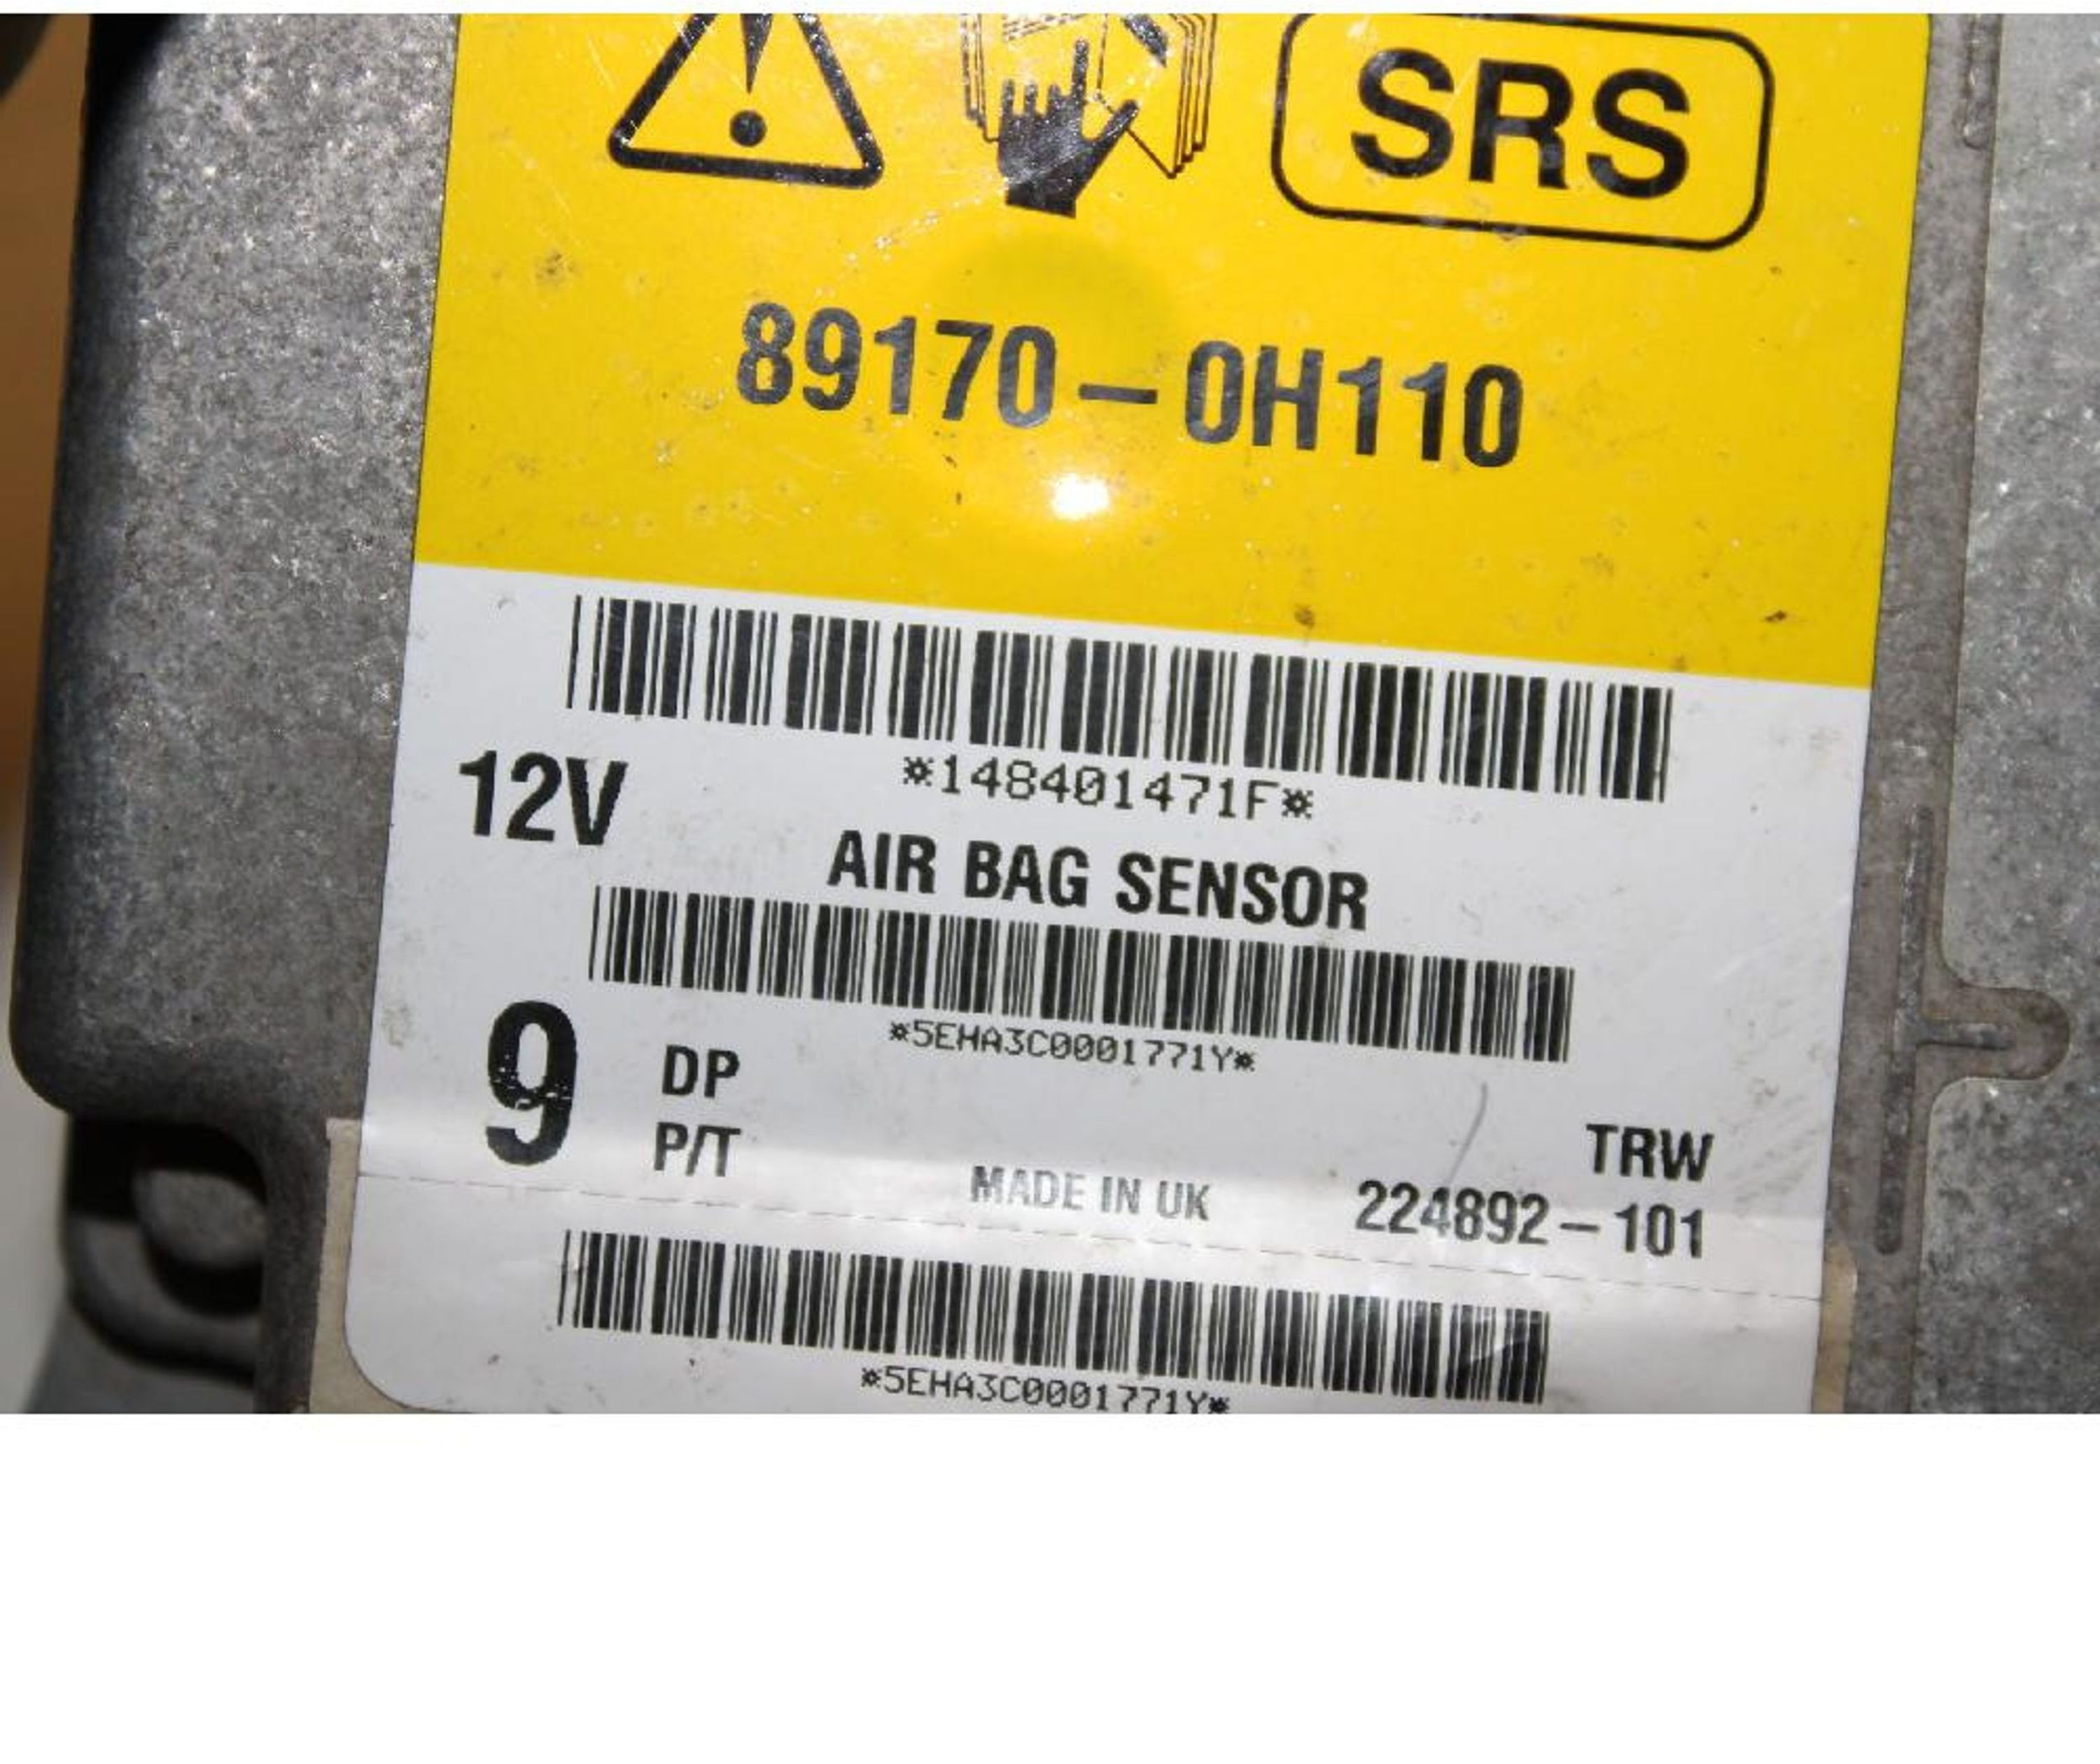 SRS
89170-0H110
*148401471F*
12V
AIR BAG SENSOR
*5EHA3C0001771Y*
9 DP
P/T
TRW
MADE IN UK 224892-101
*5EHA3C0001771Y*